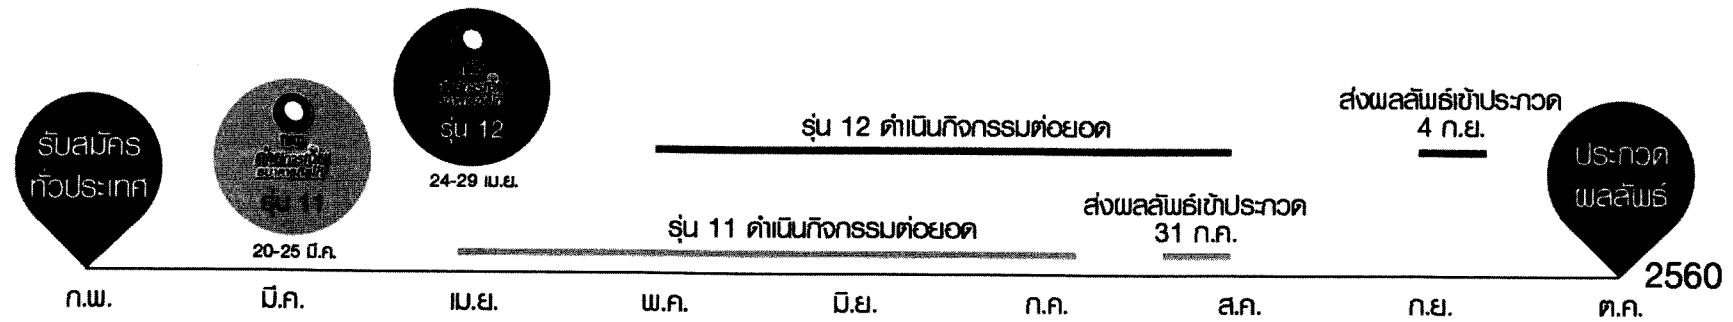 รับสมัคร
ทั่วประเทศ
รุ่น 11
20-25 มี.ค.
รุ่น 12
24-29 เม.ย.
รุ่น 12 ดำเนินกิจกรรมต่อยอด
ส่งผลลัพธ์เข้าประกวด
4 ก.ย.
รุ่น 11 ดำเนินกิจกรรมต่อยอด
ส่งผลลัพธ์เข้าประกวด
31 ก.ค.
ประกวด
ผลลัพธ์
2560
ก.พ. มี.ค. เม.ย. พ.ค. มิ.ย. ก.ค. ส.ค. ก.ย. ต.ค.